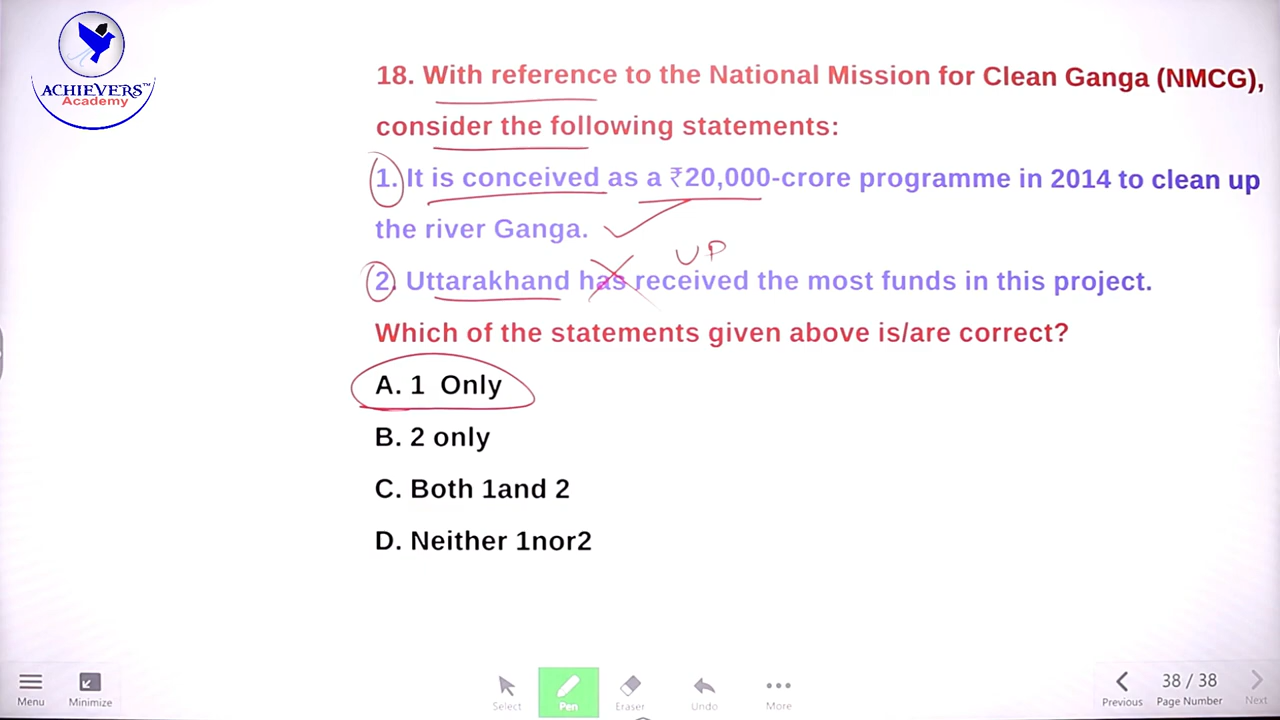 ACHIEVERS™
Academy
18. With reference to the National Mission for Clean Ganga (NMCG),
consider the following statements:
1. It is conceived as a ₹20,000-crore programme in 2014 to clean up
the river Ganga.
UP
2. Uttarakhand has received the most funds in this project.
Which of the statements given above is/are correct?
A. 1 Only
B. 2 only
C. Both 1and 2
D. Neither 1nor2
Menu
Minimize
Select
Pen
Eraser
Undo
More
Previous
38 / 38
Page Number
Next